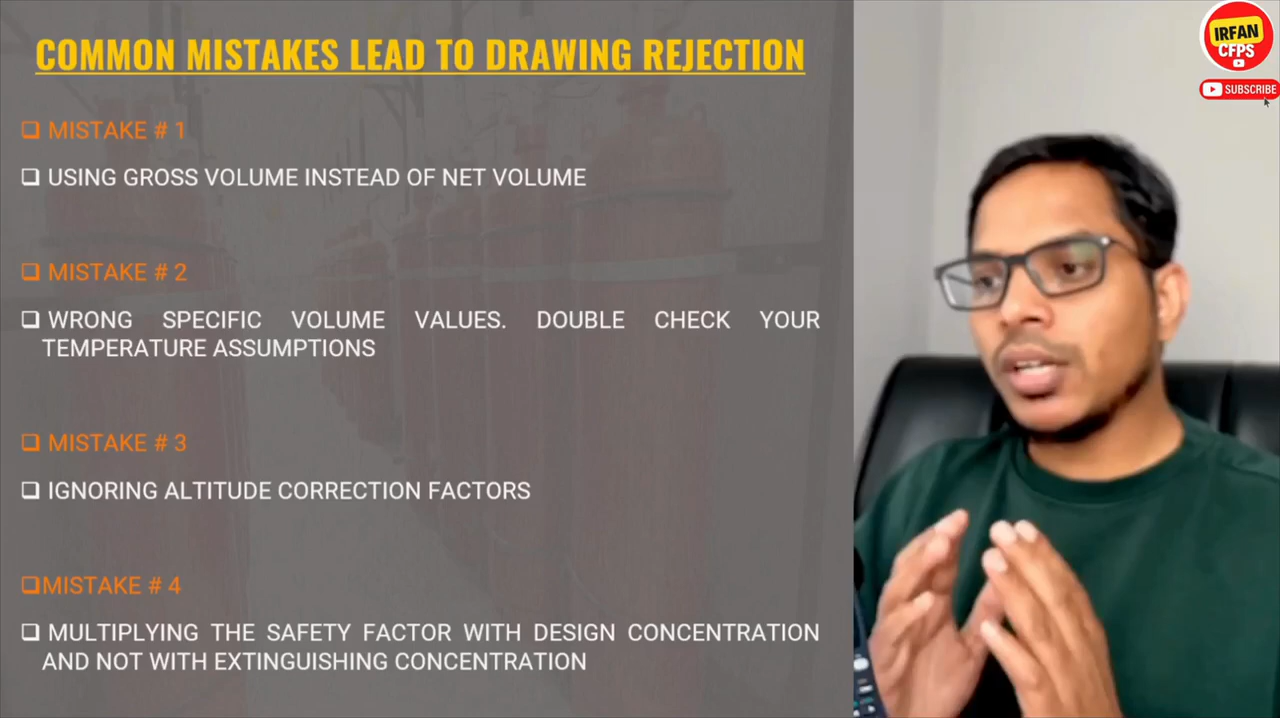 COMMON MISTAKES LEAD TO DRAWING REJECTION
MISTAKE # 1
USING GROSS VOLUME INSTEAD OF NET VOLUME
MISTAKE # 2
WRONG SPECIFIC VOLUME VALUES. DOUBLE CHECK YOUR
TEMPERATURE ASSUMPTIONS
MISTAKE # 3
IGNORING ALTITUDE CORRECTION FACTORS
MISTAKE # 4
MULTIPLYING THE SAFETY FACTOR WITH DESIGN CONCENTRATION
AND NOT WITH EXTINGUISHING CONCENTRATION
IRFAN
CFPS
SUBSCRIBE